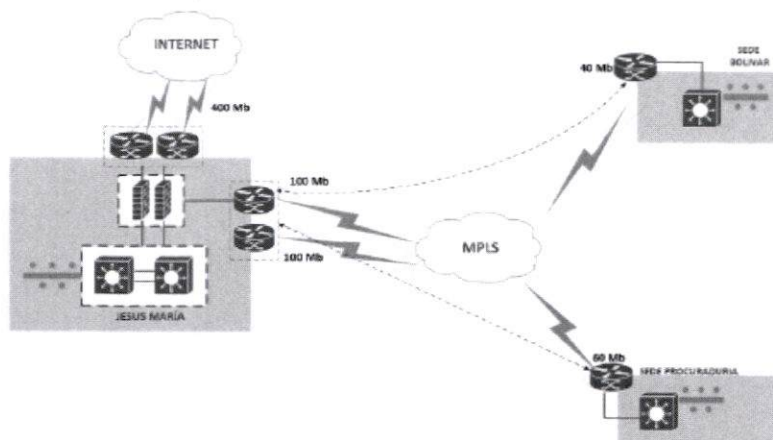 INTERNET
400 Mb
100 Mb
100 Mb
JESUS MARÍA
MPLS
40 Mb
SEDE
BOLIVAR
60 Mb
SEDE PROCURADURIA